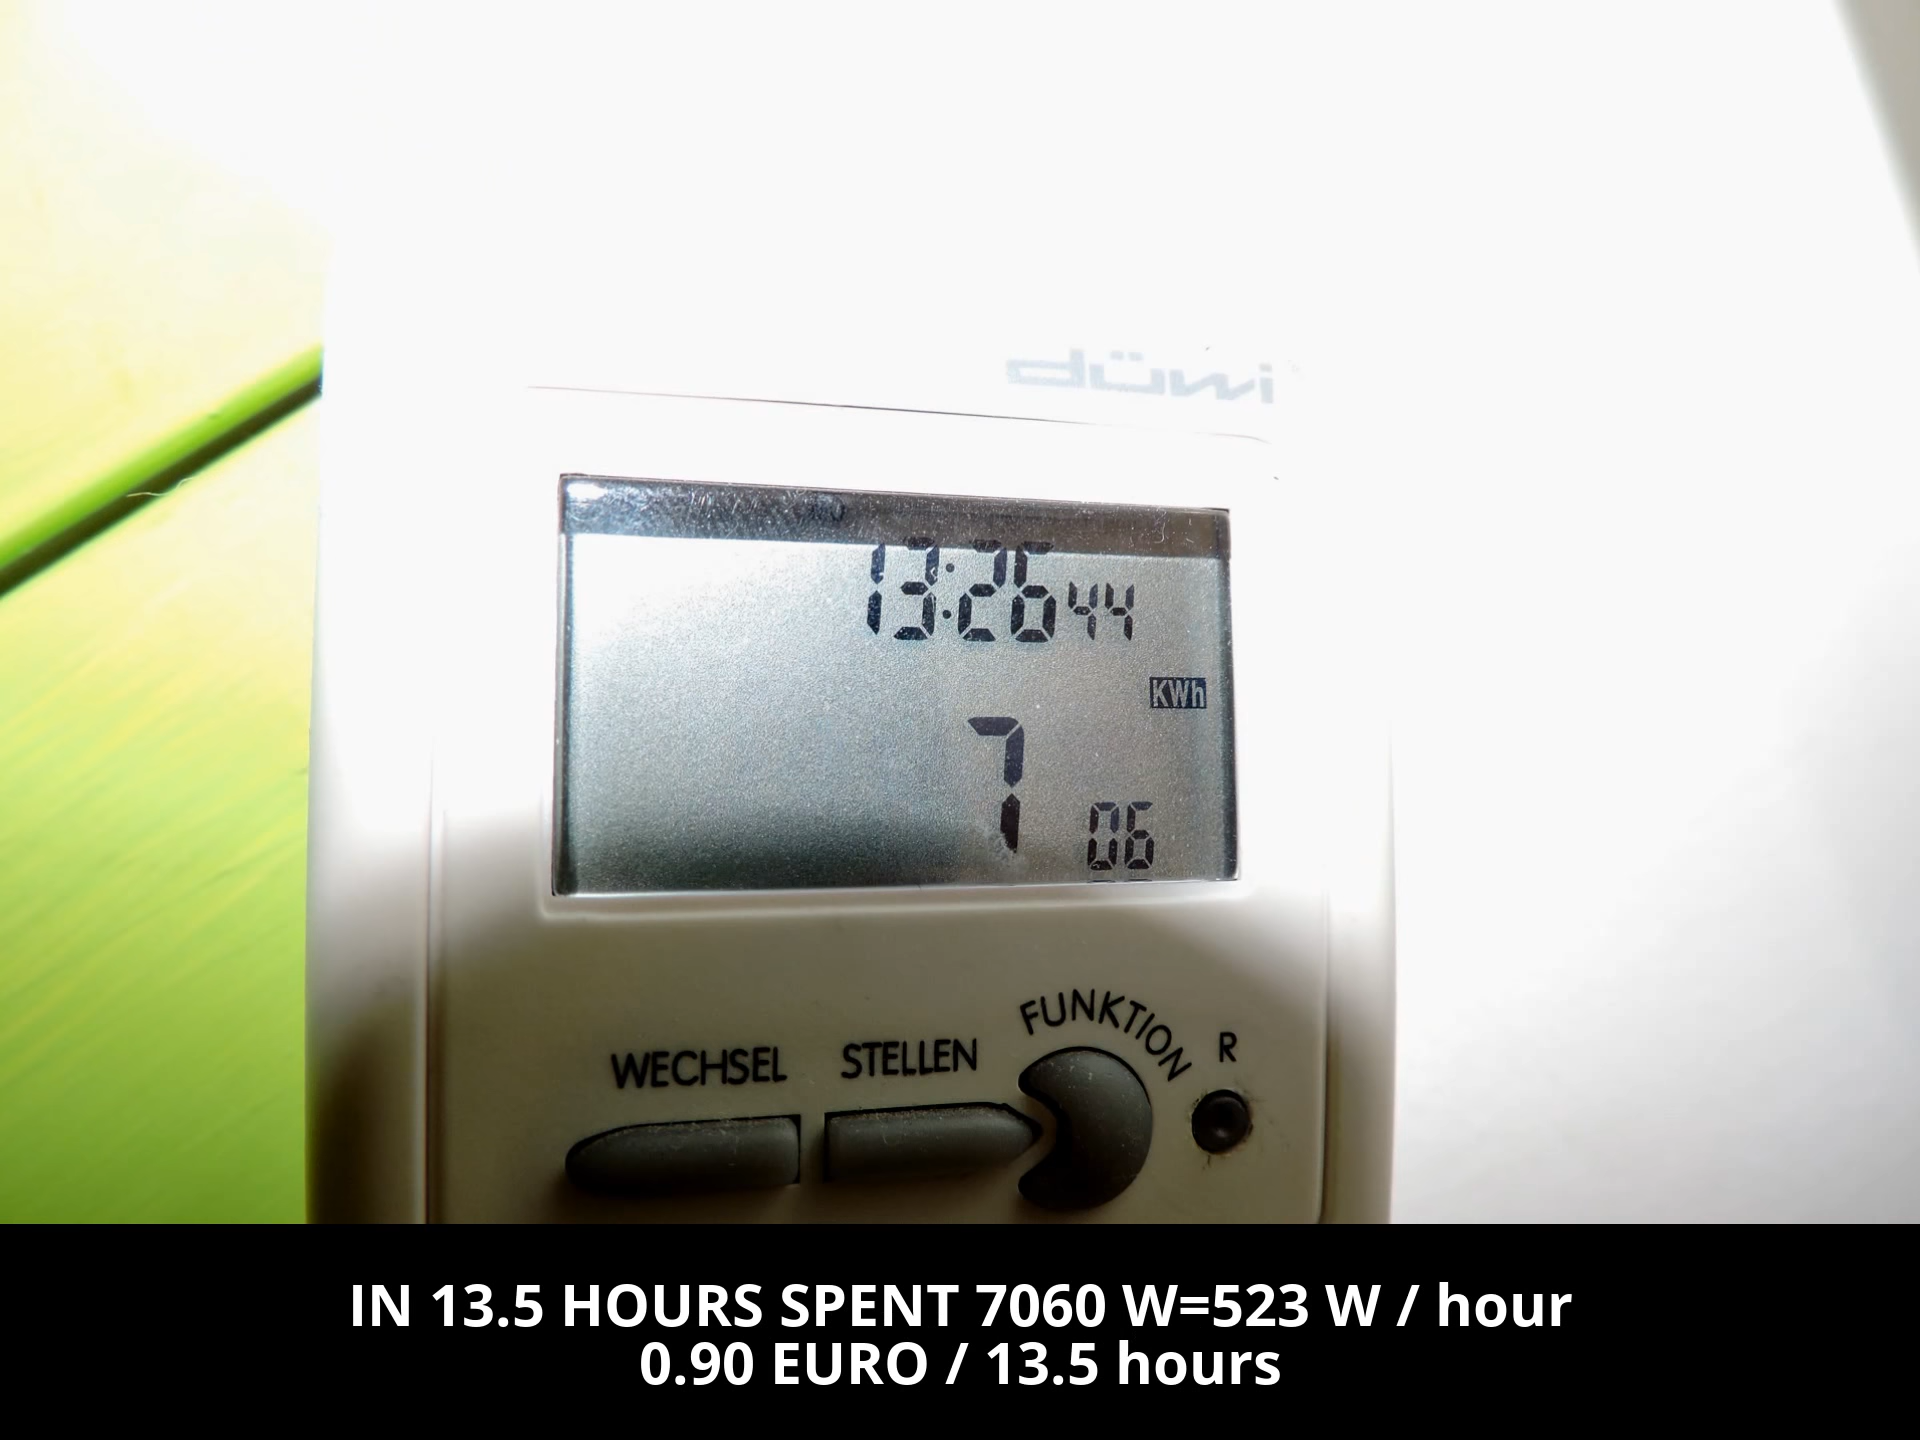 13:26 44
KWh
7 06
WECHSEL STELLEN FUNKTION R
IN 13.5 HOURS SPENT 7060 W=523 W / hour
0.90 EURO / 13.5 hours